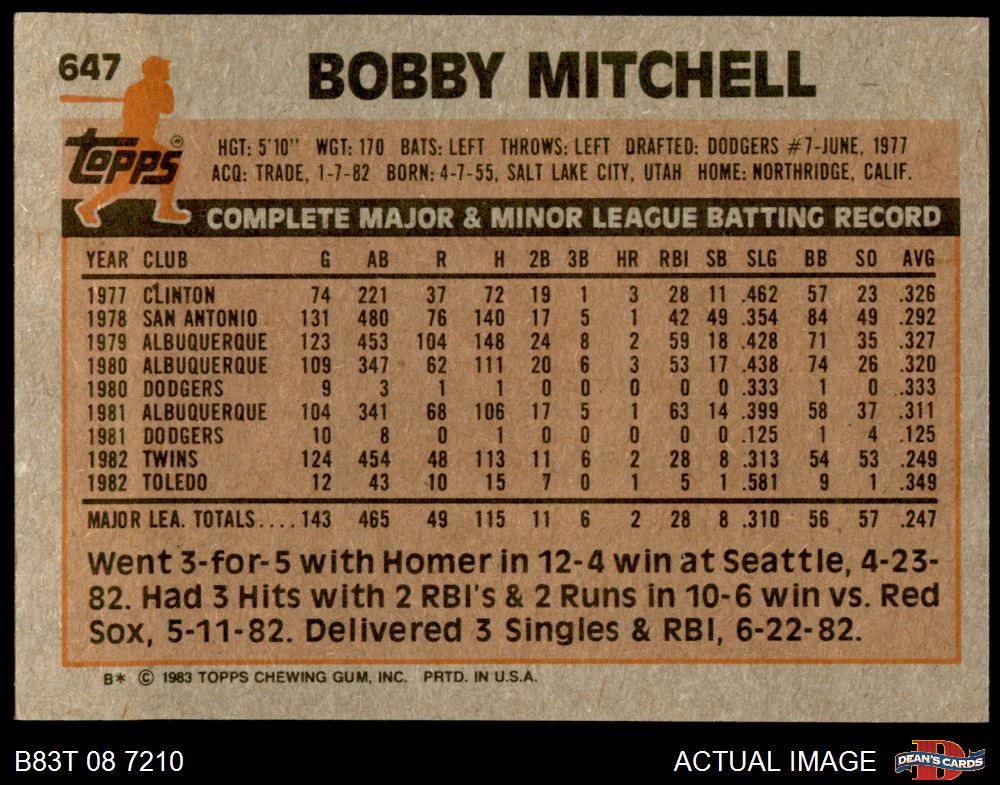 647
BOBBY MITCHELL
Topps®
HGT: 5'10" WGT: 170 BATS: LEFT THROWS: LEFT DRAFTED: DODGERS #7-JUNE, 1977
ACQ: TRADE, 1-7-82 BORN: 4-7-55, SALT LAKE CITY, UTAH HOME: NORTHRIDGE, CALIF.
COMPLETE MAJOR & MINOR LEAGUE BATTING RECORD
YEAR CLUB G AB R H 2B 3B HR RBI SB SLG BB SO AVG
1977 CLINTON 74 221 37 72 19 1 3 28 11 .462 57 23 .326
1978 SAN ANTONIO 131 480 76 140 17 5 1 42 49 .354 84 49 .292
1979 ALBUQUERQUE 123 453 104 148 24 8 2 59 18 .428 71 35 .327
1980 ALBUQUERQUE 109 347 62 111 20 6 3 53 17 .438 74 26 .320
1980 DODGERS 9 3 1 1 0 0 0 0 0 .333 1 0 .333
1981 ALBUQUERQUE 104 341 68 106 17 5 1 63 14 .399 58 37 .311
1981 DODGERS 10 8 0 1 0 0 0 0 0 .125 1 4 .125
1982 TWINS 124 454 48 113 11 6 2 28 8 .313 54 53 .249
1982 TOLEDO 12 43 10 15 7 0 1 5 1 .581 9 1 .349
MAJOR LEA. TOTALS.... 143 465 49 115 11 6 2 28 8 .310 56 57 .247
Went 3-for-5 with Homer in 12-4 win at Seattle, 4-23-
82. Had 3 Hits with 2 RBI's & 2 Runs in 10-6 win vs. Red
Sox, 5-11-82. Delivered 3 Singles & RBI, 6-22-82.
B* © 1983 TOPPS CHEWING GUM, INC. PRTD. IN U.S.A.
B83T 08 7210
ACTUAL IMAGE
D
DEAN'S CARDS